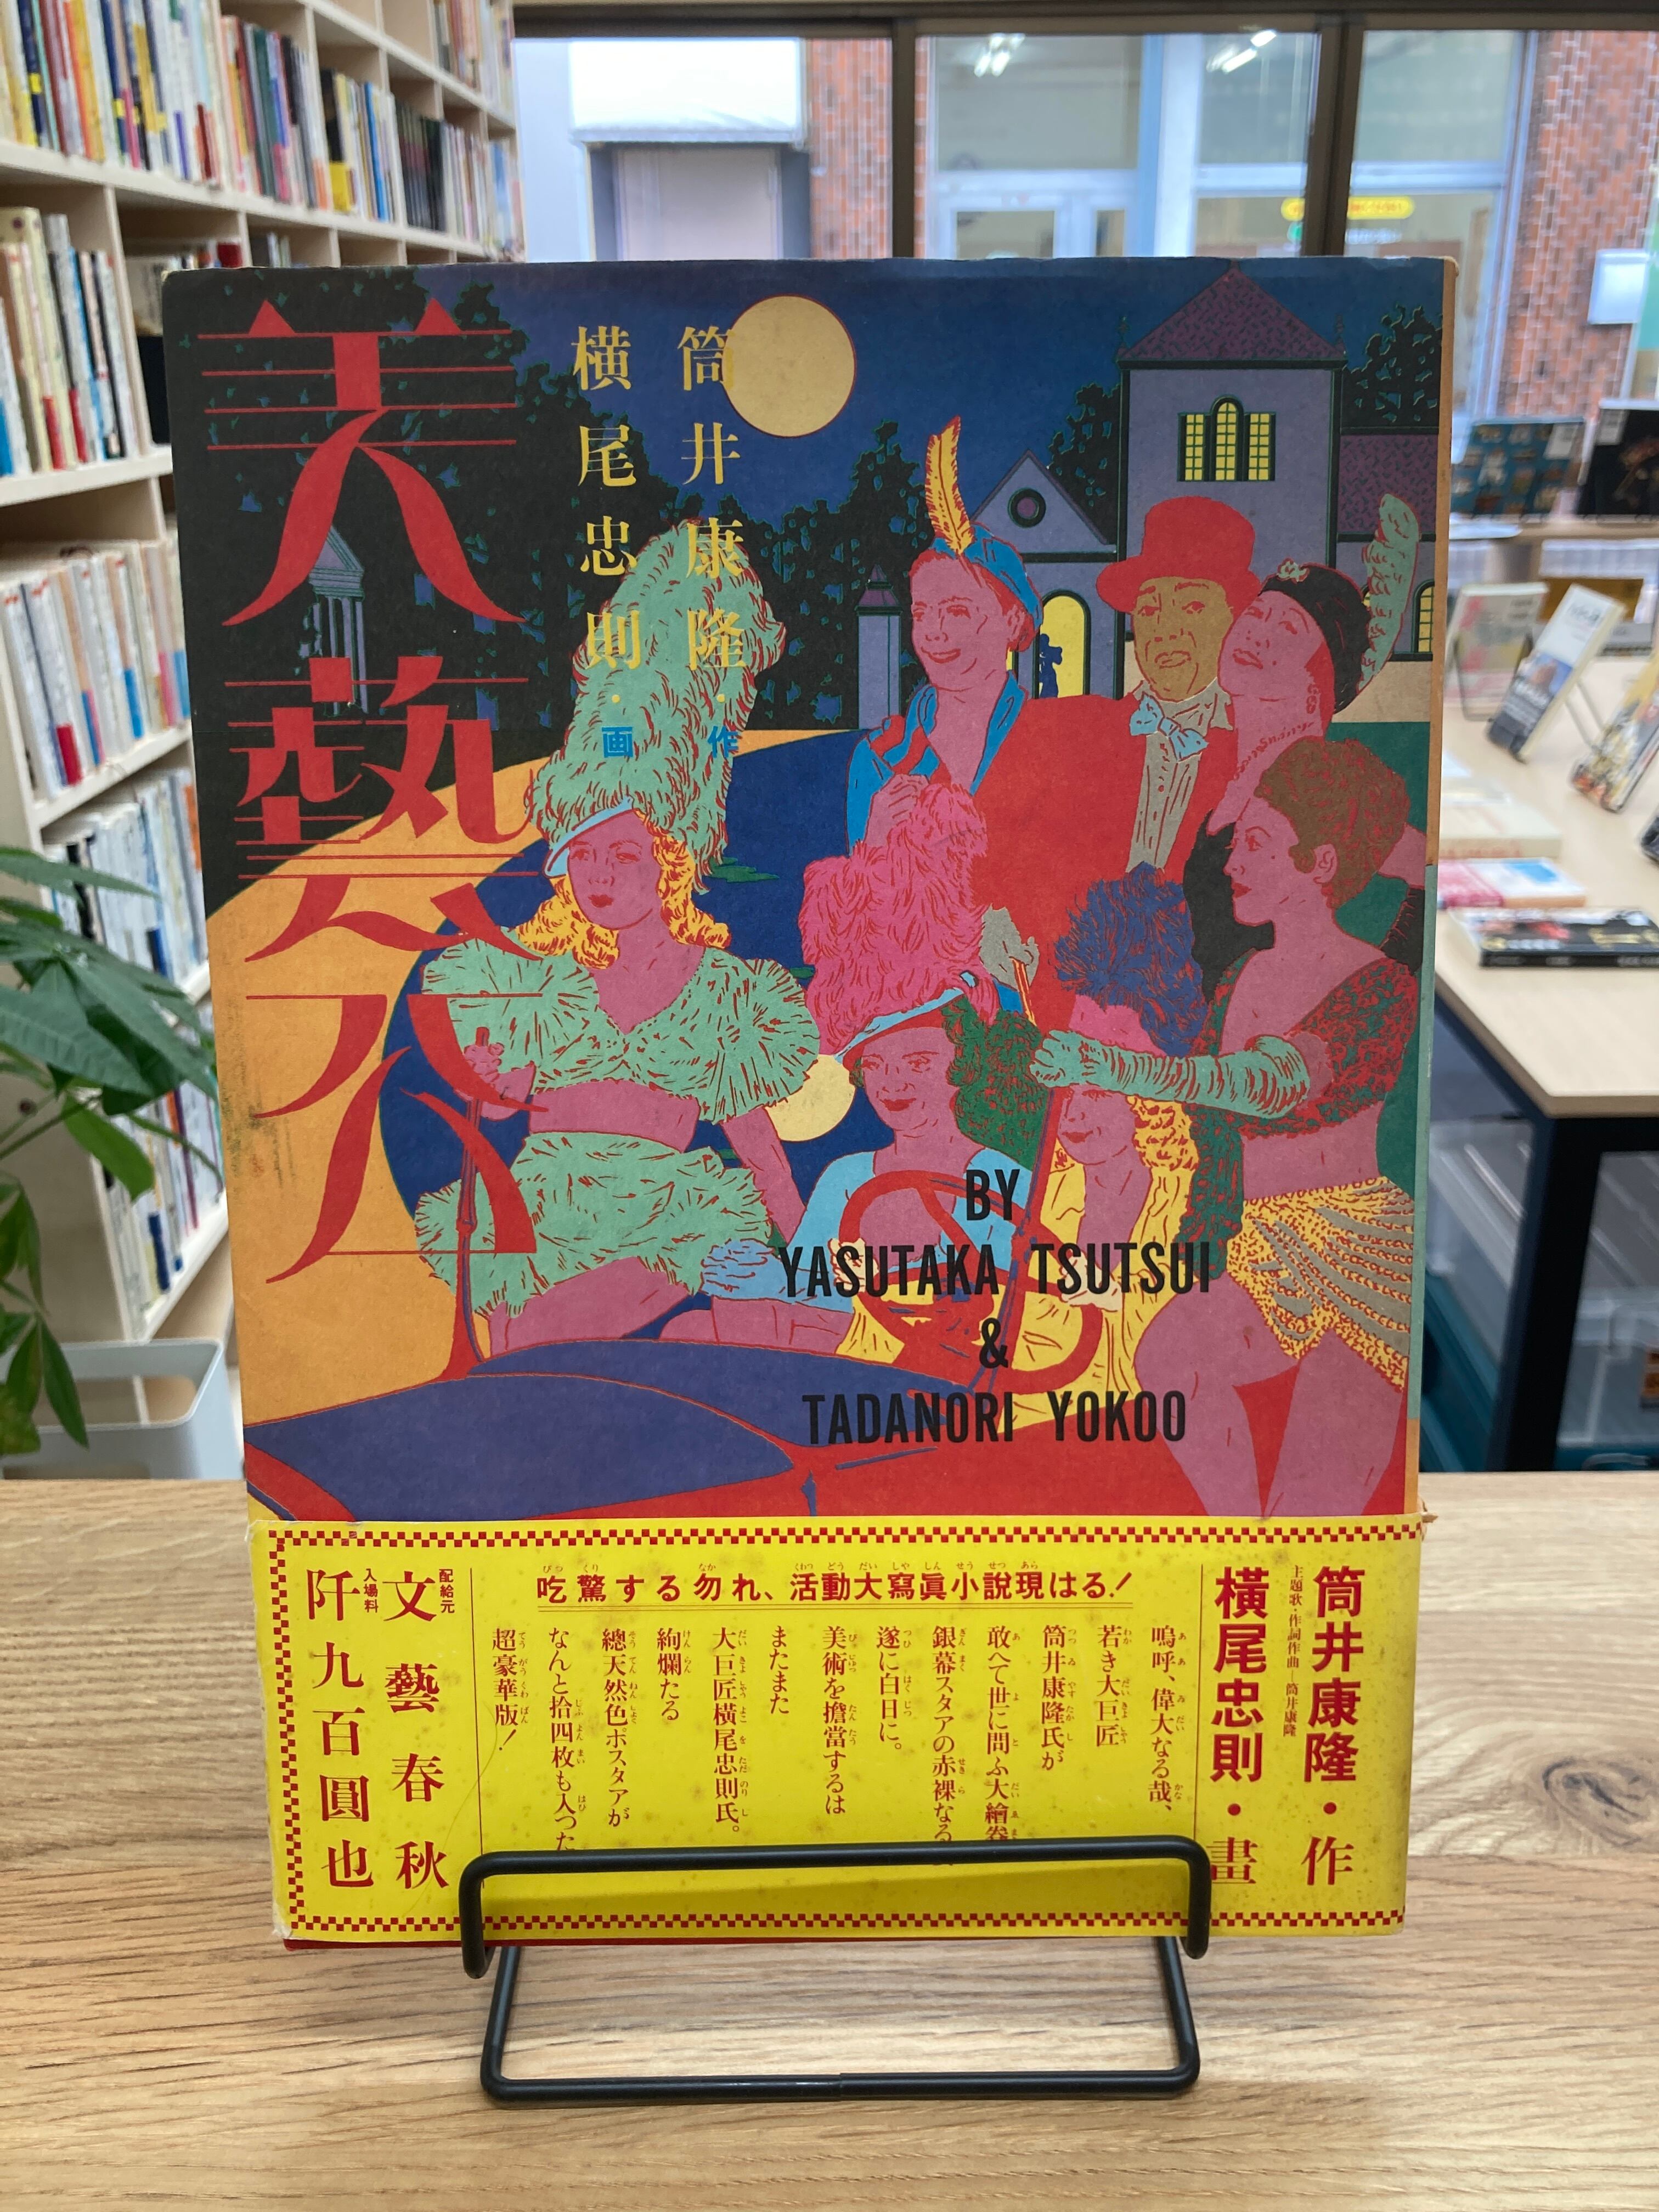 美藝公
筒井康隆・作
横尾忠則・画
BY
YASUTAKA TSUTSUI
&
TADANORI YOKOO
筒井康隆・作
主題歌・作詞作曲―筒井康隆
横尾忠則・畫
吃驚する勿れ、活動大寫眞小說現はる!
嗚呼、偉大なる哉、
若き大巨匠
筒井康隆氏が
敢へて世に問ふ大繪卷
銀幕スタアの赤裸なる
遂に白日に。
美術を擔當するは
またまた
大巨匠横尾忠則氏。
絢爛たる
總天然色ポスタアが
なんと拾四枚も入つた
超豪華版!
配給元
文藝春秋
入場料
阡九百圓也